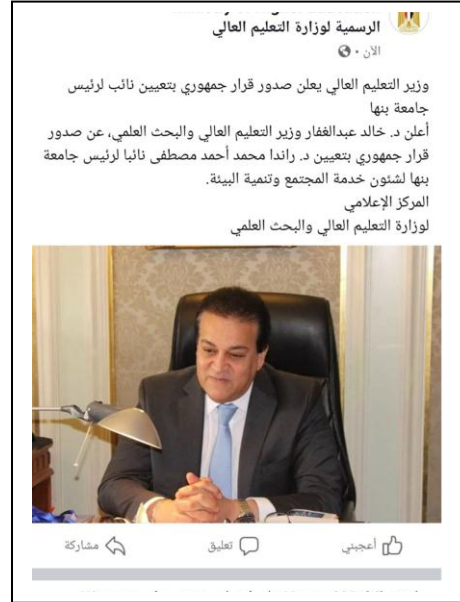 الرسمية لوزارة التعليم العالي
الآن
وزير التعليم العالي يعلن صدور قرار جمهوري بتعيين نائب لرئيس
جامعة بنها
أعلن د. خالد عبدالغفار وزير التعليم العالي والبحث العلمي، عن صدور
قرار جمهوري بتعيين د. راندا محمد أحمد مصطفى نائبا لرئيس جامعة
بنها لشئون خدمة المجتمع وتنمية البيئة.
المركز الإعلامي
لوزارة التعليم العالي والبحث العلمي
أعجبني تعليق مشاركة